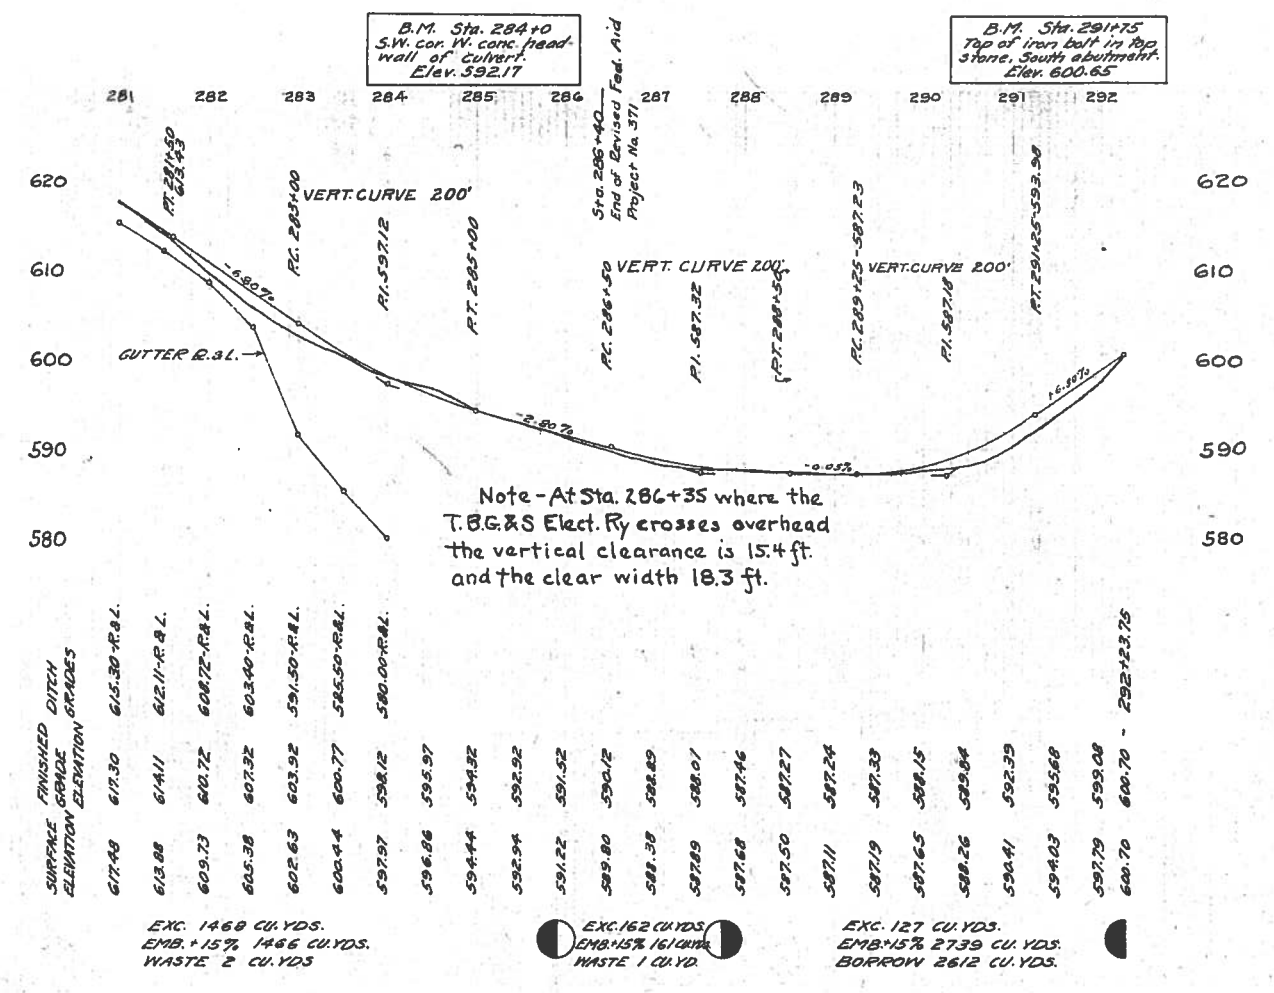 B.M. Sta. 284+0
S.W. cor. W. conc. head-
wall of culvert.
Elev. 592.17
B.M. Sta. 291+75
Top of iron bolt in top
stone, South abutment.
Elev. 600.65
281 282 283 284 285 286 287 288 289 290 291 292
Sta. 286+40
End of Revised Fed. Aid
Project No. 371
620
610
600
590
580
620
610
600
590
580
P.T. 281+50
613.43
P.C. 283+00
VERT. CURVE 200'
P.I. 597.12
P.T. 285+00
P.C. 286+50
VERT. CURVE 200'
P.I. 587.32
P.T. 288+50
P.C. 289+25-587.23
VERT. CURVE 200'
P.I. 587.18
P.T. 291+25-593.98
-6.80%
-2.80%
-0.05%
+6.80%
GUTTER R.&L.
Note - At Sta. 286+35 where the
T.B.G.&S Elect. Ry crosses overhead
the vertical clearance is 15.4 ft.
and the clear width 18.3 ft.
DITCH
GRADES
615.30-R.&L.
612.11-R.&L.
608.72-R.&L.
603.40-R.&L.
591.50-R.&L.
585.50-R.&L.
580.00-R.&L.
FINISHED
GRADE
ELEVATION
617.30
614.11
610.72
607.32
603.92
600.77
598.12
595.97
594.32
592.92
591.52
590.12
588.89
588.01
587.46
587.27
587.24
587.33
588.15
589.84
592.39
595.68
599.08
600.70 - 292+23.75
SURFACE
ELEVATION
617.48
613.88
609.73
605.38
602.63
600.44
597.97
596.86
594.44
592.94
591.22
589.80
588.38
587.89
587.68
587.50
587.11
587.19
587.65
588.26
590.41
594.03
597.79
600.70
EXC. 1468 CU. YDS.
EMB. +15% 1466 CU. YDS.
WASTE 2 CU. YDS
EXC. 162 CU. YDS.
EMB. +15% 161 CU. YDS.
WASTE 1 CU. YD.
EXC. 127 CU. YDS.
EMB. +15% 2739 CU. YDS.
BORROW 2612 CU. YDS.